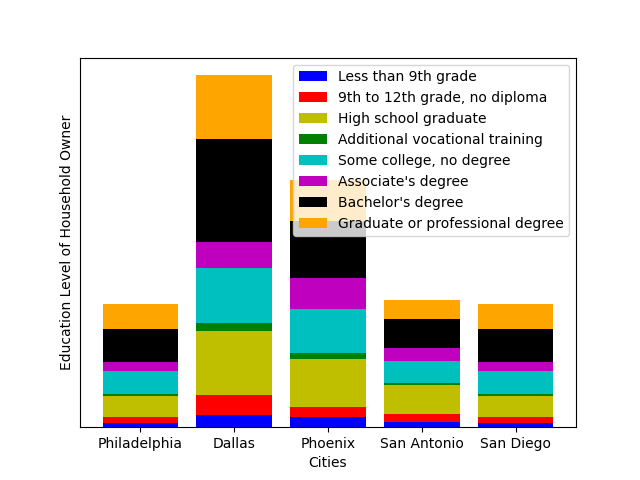 Less than 9th grade
9th to 12th grade, no diploma
High school graduate
Additional vocational training
Some college, no degree
Associate's degree
Bachelor's degree
Graduate or professional degree
Education Level of Household Owner
Philadelphia
Dallas
Phoenix
San Antonio
San Diego
Cities